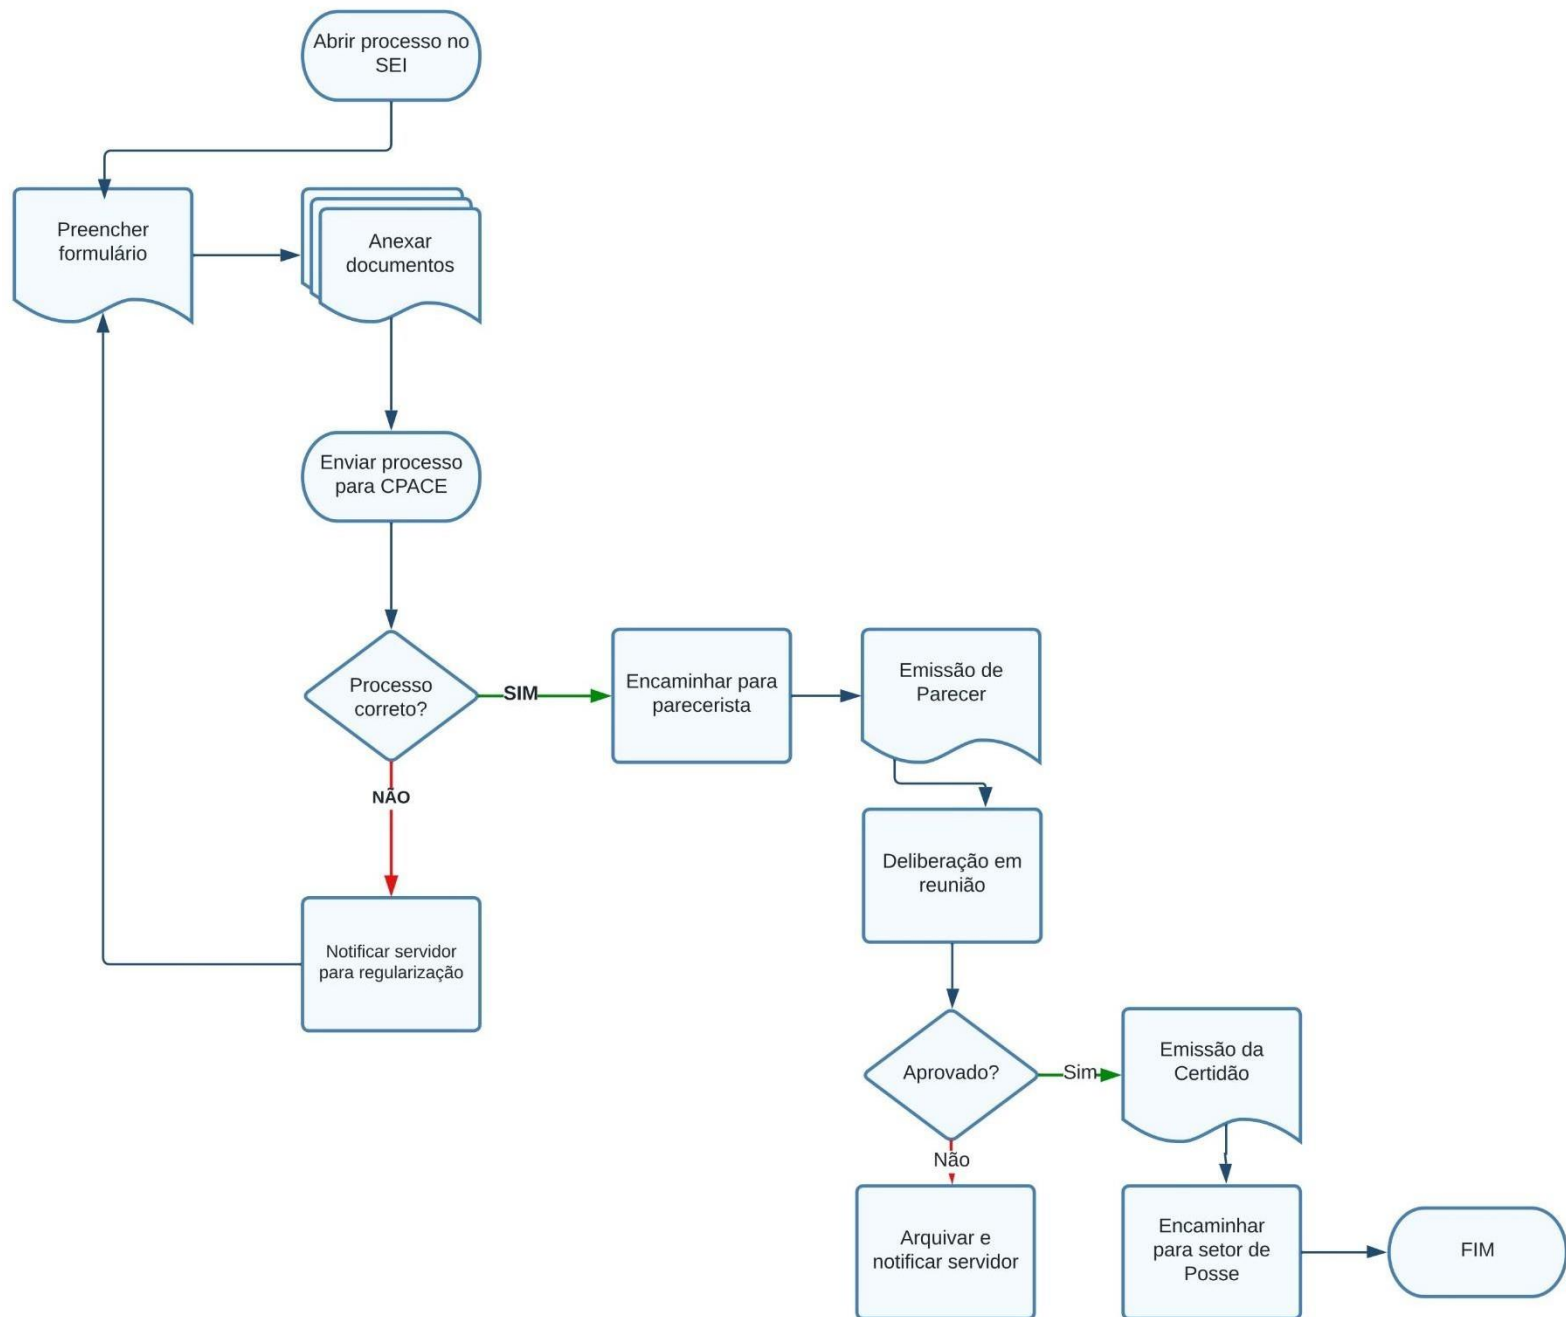 Abrir processo no
SEI
Preencher
formulário
Anexar
documentos
Enviar processo
para CPACE
Processo
correto?
SIM
Encaminhar para
parecerista
Emissão de
Parecer
NÃO
Notificar servidor
para regularização
Deliberação em
reunião
Aprovado?
Sim
Emissão da
Certidão
Não
Arquivar e
notificar servidor
Encaminhar
para setor de
Posse
FIM